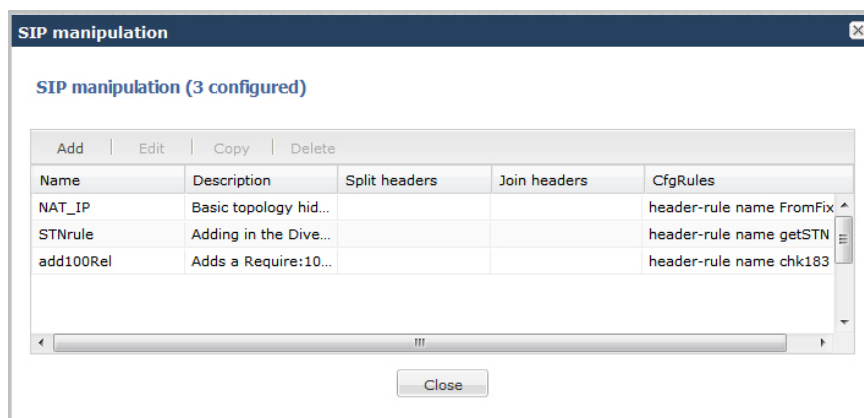 SIP manipulation
SIP manipulation (3 configured)
Add Edit Copy Delete
Name Description Split headers Join headers CfgRules
NAT_IP Basic topology hid... header-rule name FromFix
STNrule Adding in the Dive... header-rule name getSTN
add100Rel Adds a Require:10... header-rule name chk183
Close